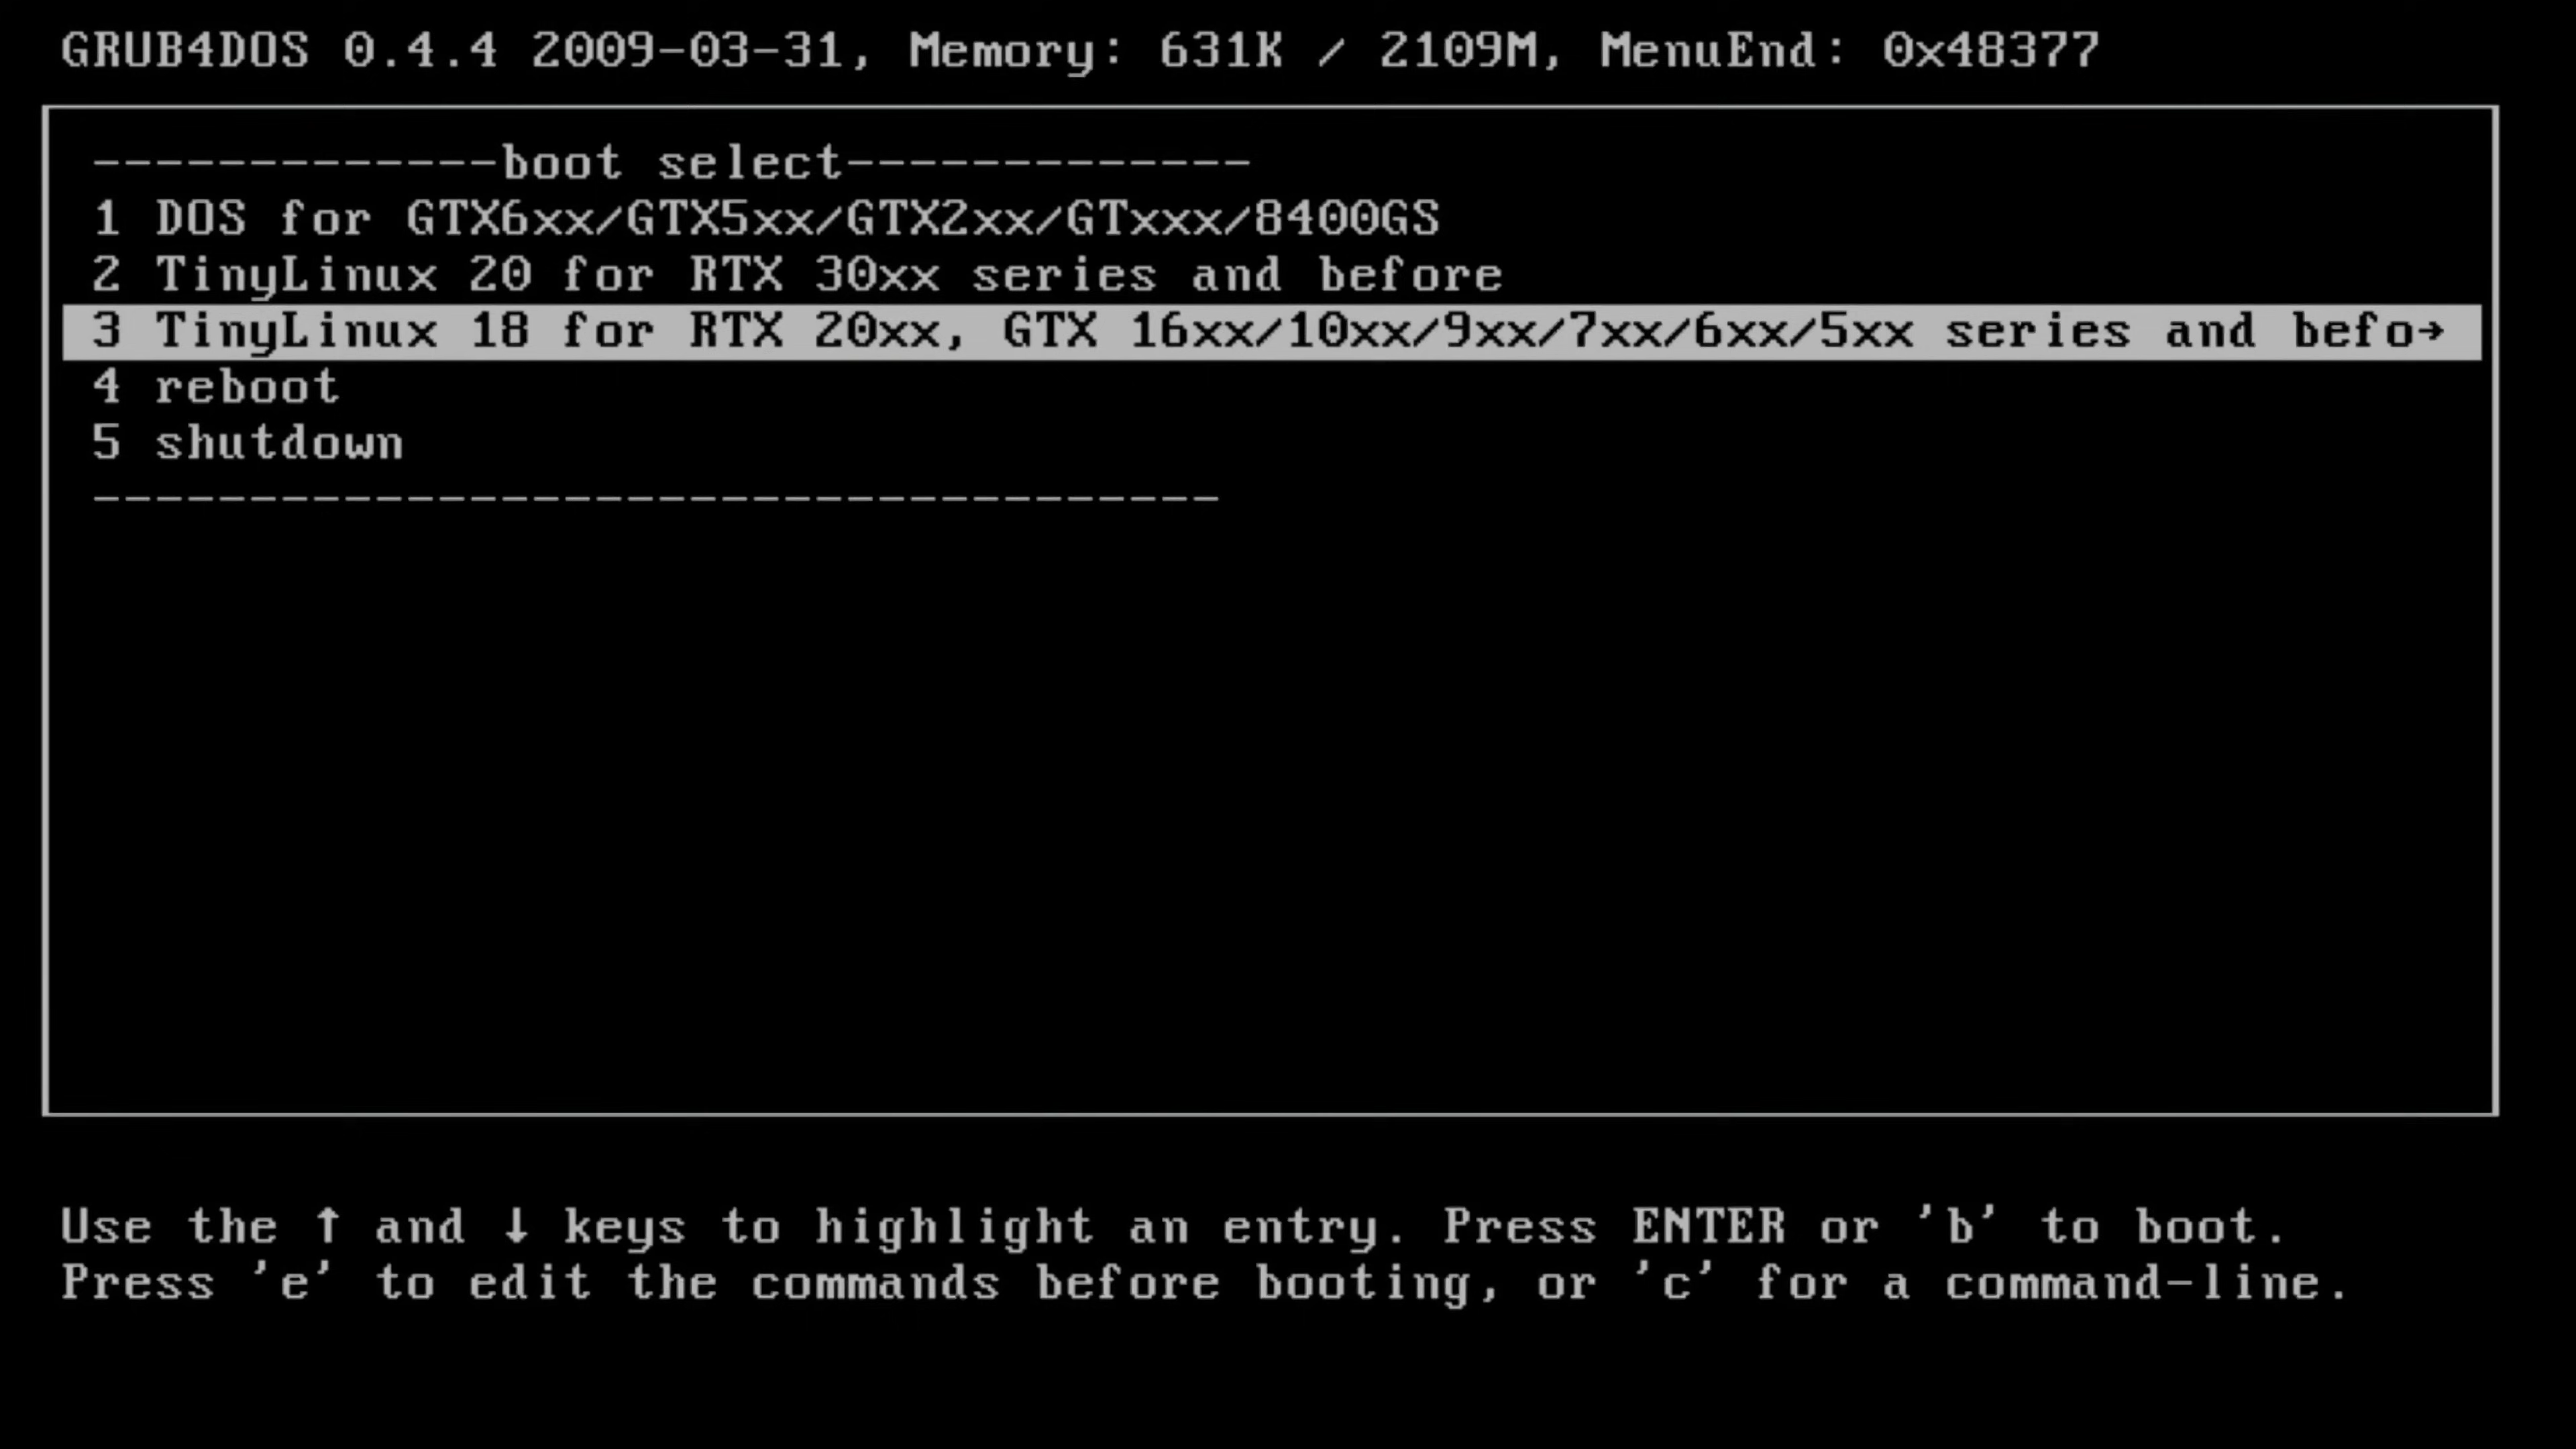 GRUB4DOS 0.4.4 2009-03-31, Memory: 631K / 2109M, MenuEnd: 0x48377
-------------boot select-------------
1 DOS for GTX6xx/GTX5xx/GTX2xx/GTxxx/8400GS
2 TinyLinux 20 for RTX 30xx series and before
3 TinyLinux 18 for RTX 20xx, GTX 16xx/10xx/9xx/7xx/6xx/5xx series and befo→
4 reboot
5 shutdown
------------------------------------
Use the ↑ and ↓ keys to highlight an entry. Press ENTER or 'b' to boot.
Press 'e' to edit the commands before booting, or 'c' for a command-line.